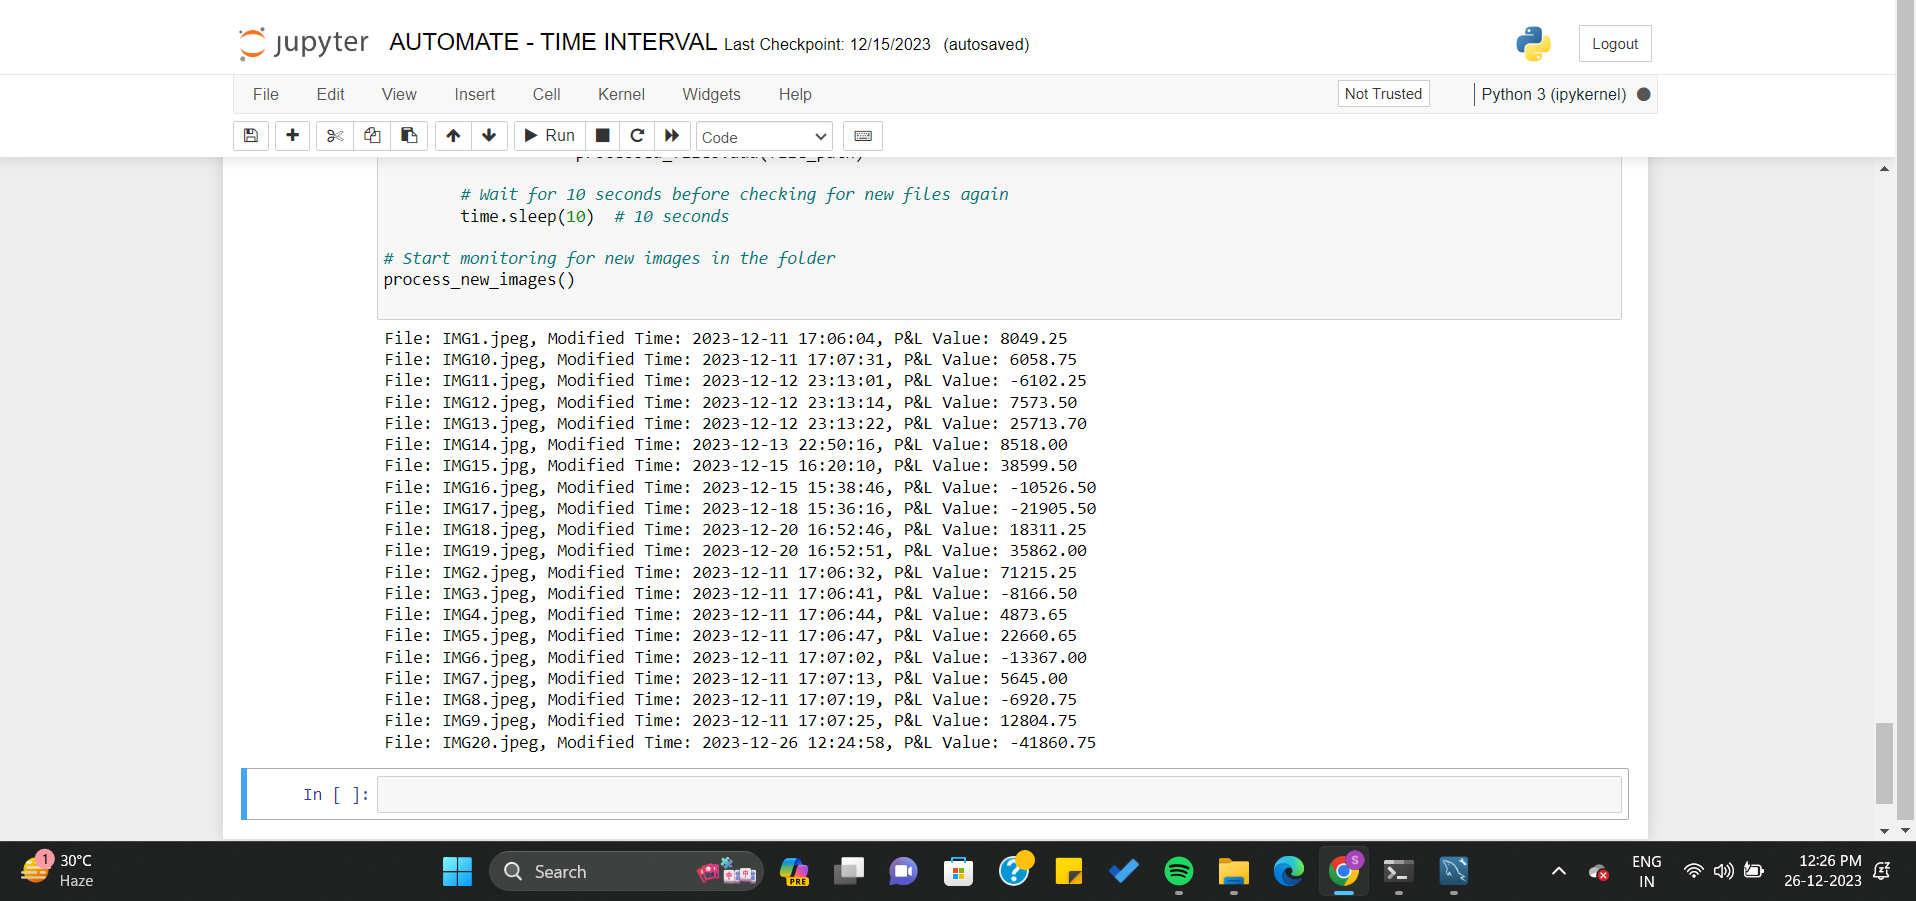 jupyter AUTOMATE - TIME INTERVAL Last Checkpoint: 12/15/2023 (autosaved)
Logout
File Edit View Insert Cell Kernel Widgets Help
Not Trusted
Python 3 (ipykernel)
Run
Code
# Wait for 10 seconds before checking for new files again
time.sleep(10)  # 10 seconds
# Start monitoring for new images in the folder
process_new_images()
File: IMG1.jpeg, Modified Time: 2023-12-11 17:06:04, P&L Value: 8049.25
File: IMG10.jpeg, Modified Time: 2023-12-11 17:07:31, P&L Value: 6058.75
File: IMG11.jpeg, Modified Time: 2023-12-12 23:13:01, P&L Value: -6102.25
File: IMG12.jpeg, Modified Time: 2023-12-12 23:13:14, P&L Value: 7573.50
File: IMG13.jpeg, Modified Time: 2023-12-12 23:13:22, P&L Value: 25713.70
File: IMG14.jpg, Modified Time: 2023-12-13 22:50:16, P&L Value: 8518.00
File: IMG15.jpg, Modified Time: 2023-12-15 16:20:10, P&L Value: 38599.50
File: IMG16.jpeg, Modified Time: 2023-12-15 15:38:46, P&L Value: -10526.50
File: IMG17.jpeg, Modified Time: 2023-12-18 15:36:16, P&L Value: -21905.50
File: IMG18.jpeg, Modified Time: 2023-12-20 16:52:46, P&L Value: 18311.25
File: IMG19.jpeg, Modified Time: 2023-12-20 16:52:51, P&L Value: 35862.00
File: IMG2.jpeg, Modified Time: 2023-12-11 17:06:32, P&L Value: 71215.25
File: IMG3.jpeg, Modified Time: 2023-12-11 17:06:41, P&L Value: -8166.50
File: IMG4.jpeg, Modified Time: 2023-12-11 17:06:44, P&L Value: 4873.65
File: IMG5.jpeg, Modified Time: 2023-12-11 17:06:47, P&L Value: 22660.65
File: IMG6.jpeg, Modified Time: 2023-12-11 17:07:02, P&L Value: -13367.00
File: IMG7.jpeg, Modified Time: 2023-12-11 17:07:13, P&L Value: 5645.00
File: IMG8.jpeg, Modified Time: 2023-12-11 17:07:19, P&L Value: -6920.75
File: IMG9.jpeg, Modified Time: 2023-12-11 17:07:25, P&L Value: 12804.75
File: IMG20.jpeg, Modified Time: 2023-12-26 12:24:58, P&L Value: -41860.75
In [ ]:
1
30°C
Haze
Search
PRE
S
ENG
IN
12:26 PM
26-12-2023